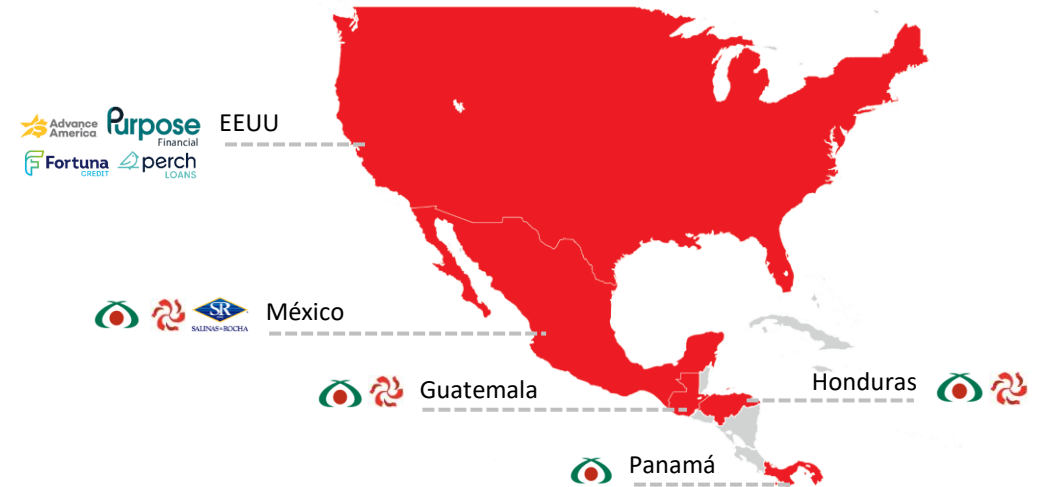 Advance
America
Purpose
Financial
EEUU
Fortuna
CREDIT
perch
LOANS
SR
SALINAS Y ROCHA
México
Guatemala
Honduras
Panamá